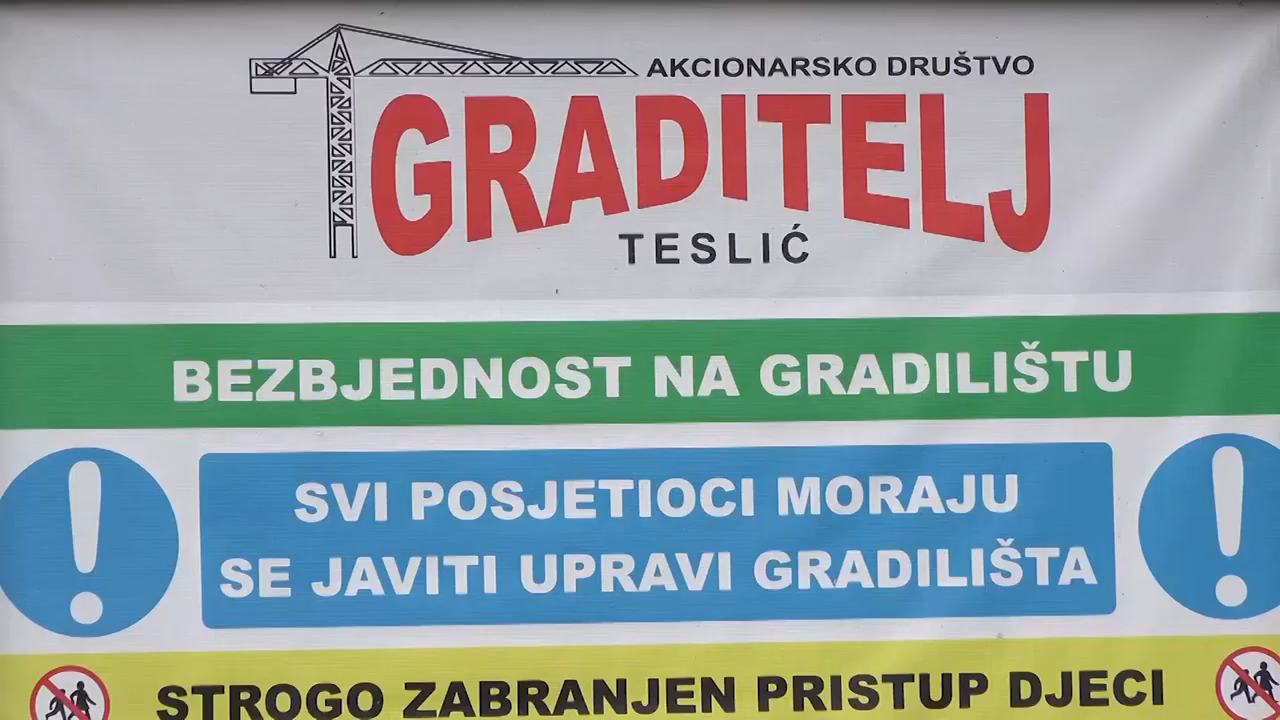 AKCIONARSKO DRUŠTVO
GRADITELJ
TESLIĆ
BEZBJEDNOST NA GRADILIŠTU
SVI POSJETIOCI MORAJU
SE JAVITI UPRAVI GRADILIŠTA
STROGO ZABRANJEN PRISTUP DJECI